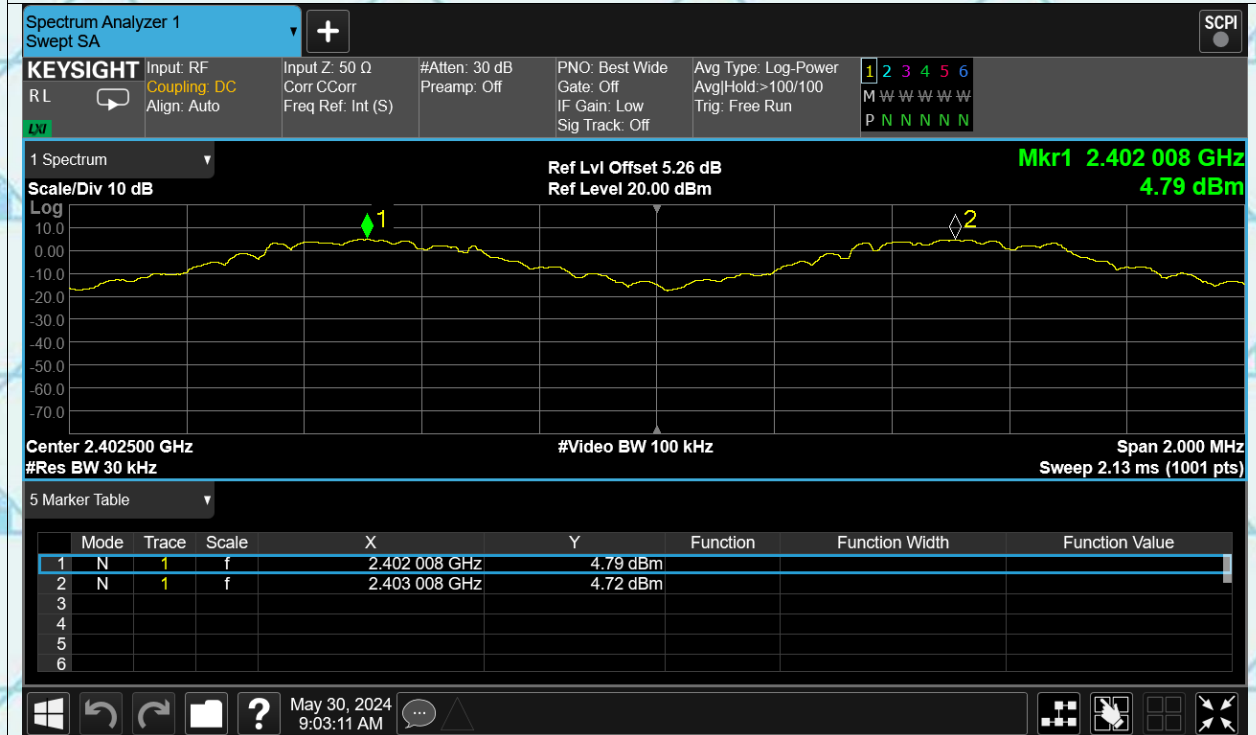 Spectrum Analyzer 1
Swept SA
▼
+
SCPI
KEYSIGHT
RL
LXI
Input: RF
Coupling: DC
Align: Auto
Input Z: 50 Ω
Corr CCorr
Freq Ref: Int (S)
#Atten: 30 dB
Preamp: Off
PNO: Best Wide
Gate: Off
IF Gain: Low
Sig Track: Off
Avg Type: Log-Power
Avg|Hold:>100/100
Trig: Free Run
1 2 3 4 5 6
M W W W W W
P N N N N N
1 Spectrum ▼
Scale/Div 10 dB
Ref Lvl Offset 5.26 dB
Ref Level 20.00 dBm
Mkr1 2.402 008 GHz
4.79 dBm
Log
10.0
0.00
-10.0
-20.0
-30.0
-40.0
-50.0
-60.0
-70.0
1
2
Center 2.402500 GHz
#Res BW 30 kHz
#Video BW 100 kHz
Span 2.000 MHz
Sweep 2.13 ms (1001 pts)
5 Marker Table ▼
Mode Trace Scale X Y Function Function Width Function Value
1 N 1 f 2.402 008 GHz 4.79 dBm
2 N 1 f 2.403 008 GHz 4.72 dBm
3
4
5
6
?
May 30, 2024
9:03:11 AM